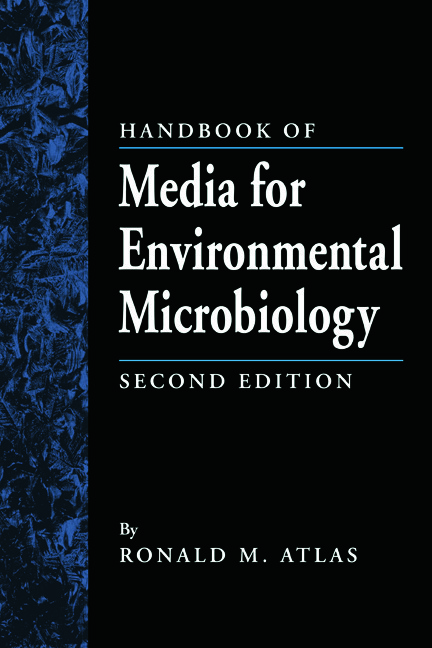 HANDBOOK OF
Media for
Environmental
Microbiology
SECOND EDITION
By
RONALD M. ATLAS